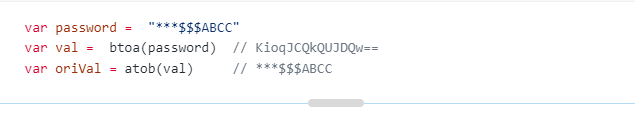 var password =  "***$$$ABCC"
var val =  btoa(password)  // KioqJCQkQUJDQw==
var oriVal = atob(val)     // ***$$$ABCC